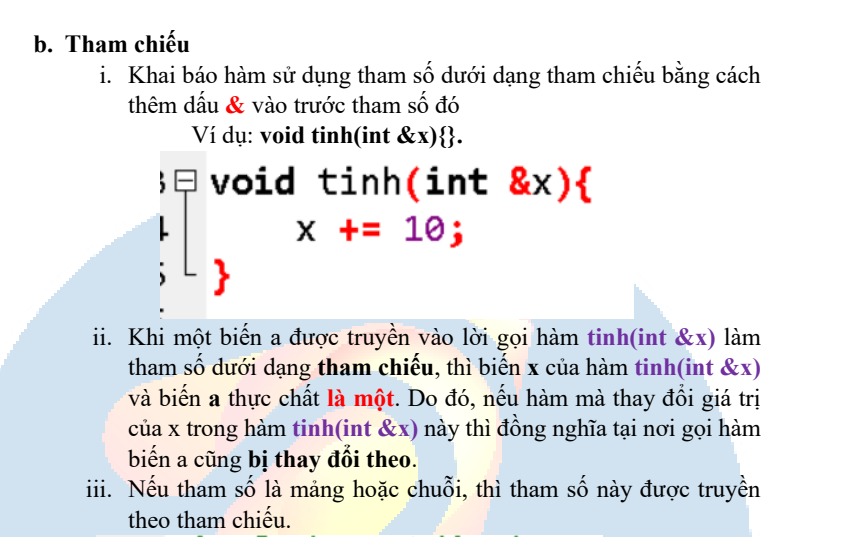 b. Tham chiếu
i. Khai báo hàm sử dụng tham số dưới dạng tham chiếu bằng cách
thêm dấu & vào trước tham số đó
Ví dụ: void tinh(int &x){}.
void tinh(int &x){
x += 10;
}
ii. Khi một biến a được truyền vào lời gọi hàm tinh(int &x) làm
tham số dưới dạng tham chiếu, thì biến x của hàm tinh(int &x)
và biến a thực chất là một. Do đó, nếu hàm mà thay đổi giá trị
của x trong hàm tinh(int &x) này thì đồng nghĩa tại nơi gọi hàm
biến a cũng bị thay đổi theo.
iii. Nếu tham số là mảng hoặc chuỗi, thì tham số này được truyền
theo tham chiếu.